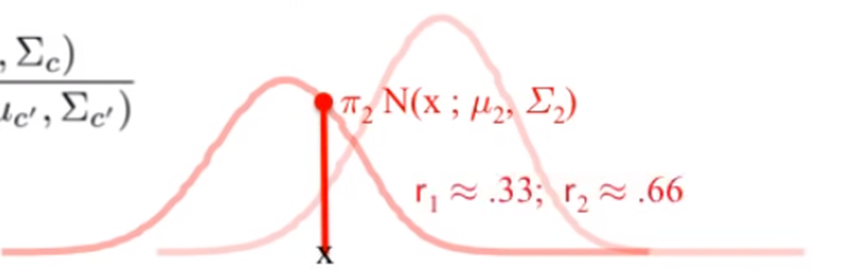 , Σ_c)
μ_c′, Σ_c′)
π₂ N(x ; μ₂, Σ₂)
r₁ ≈ .33; r₂ ≈ .66
x